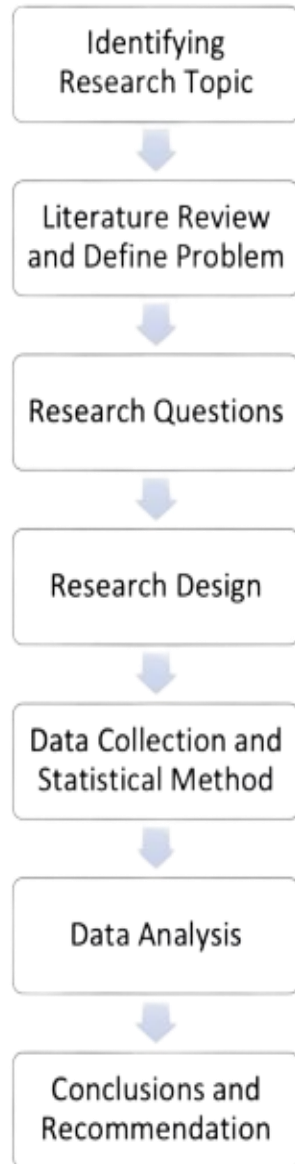 Identifying
Research Topic
Literature Review
and Define Problem
Research Questions
Research Design
Data Collection and
Statistical Method
Data Analysis
Conclusions and
Recommendation